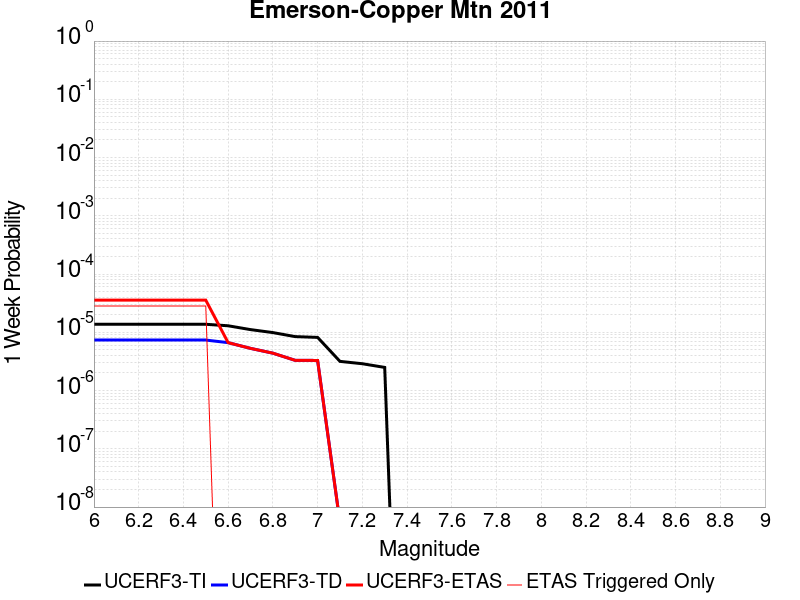 Emerson-Copper Mtn 2011
1 Week Probability
10^0
10^-1
10^-2
10^-3
10^-4
10^-5
10^-6
10^-7
10^-8
6 6.2 6.4 6.6 6.8 7 7.2 7.4 7.6 7.8 8 8.2 8.4 8.6 8.8 9
Magnitude
UCERF3-TI UCERF3-TD UCERF3-ETAS ETAS Triggered Only